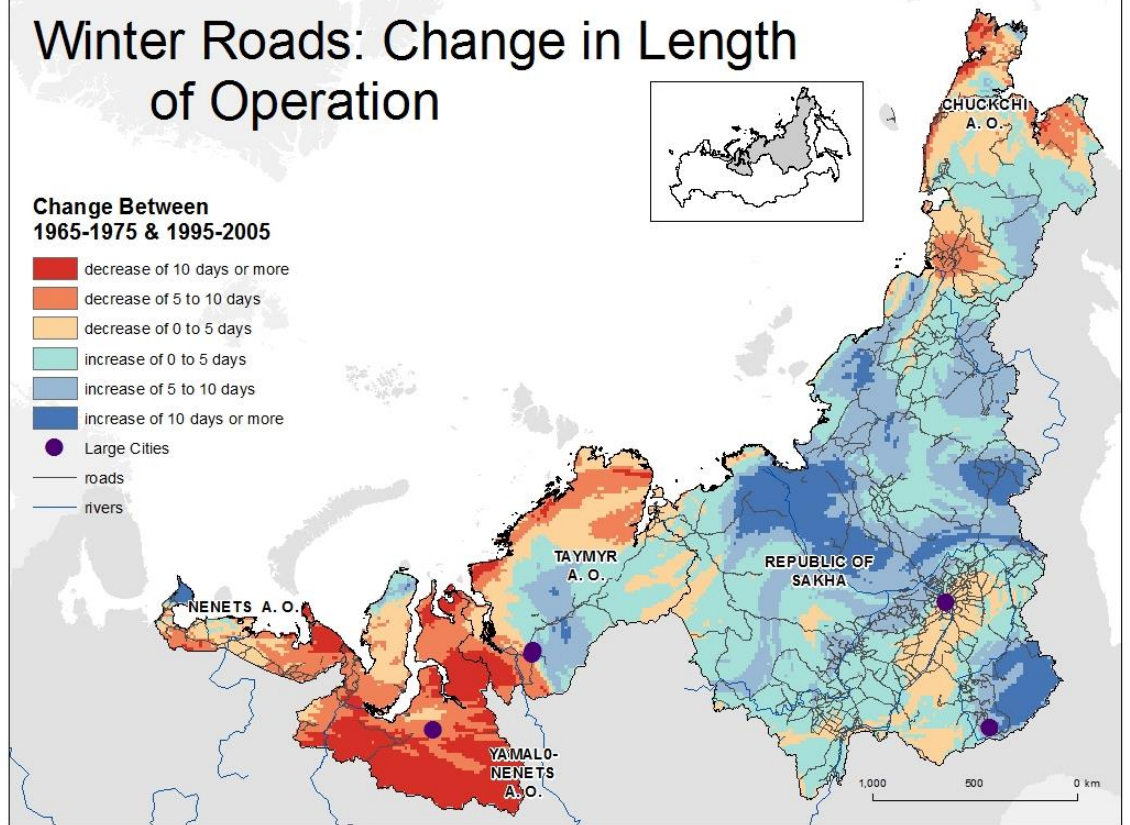 Winter Roads: Change in Length
of Operation
Change Between
1965-1975 & 1995-2005
decrease of 10 days or more
decrease of 5 to 10 days
decrease of 0 to 5 days
increase of 0 to 5 days
increase of 5 to 10 days
increase of 10 days or more
Large Cities
roads
rivers
CHUCKCHI
A. O.
TAYMYR
A. O.
REPUBLIC OF
SAKHA
NENETS A. O.
YAMAL0-
NENETS
A. O.
1,000 500 0 km